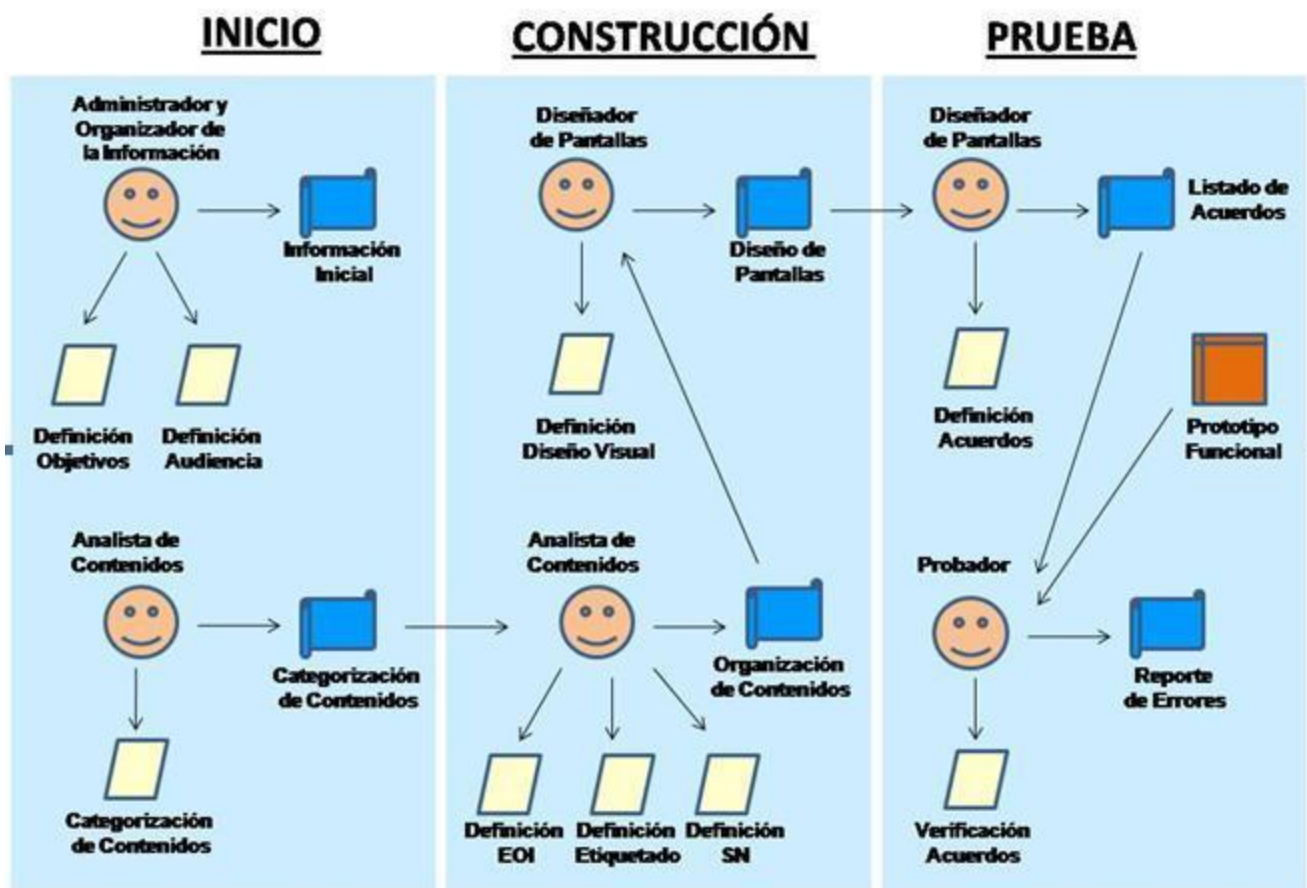 INICIO
Administrador y
Organizador de
la Información
Información
Inicial
Definición
Objetivos
Definición
Audiencia
Analista de
Contenidos
Categorización
de Contenidos
Categorización
de Contenidos
CONSTRUCCIÓN
Diseñador
de Pantallas
Diseño de
Pantallas
Definición
Diseño Visual
Analista de
Contenidos
Organización
de Contenidos
Definición
EOI
Definición
Etiquetado
Definición
SN
PRUEBA
Diseñador
de Pantallas
Listado de
Acuerdos
Definición
Acuerdos
Prototipo
Funcional
Probador
Reporte
de Errores
Verificación
Acuerdos